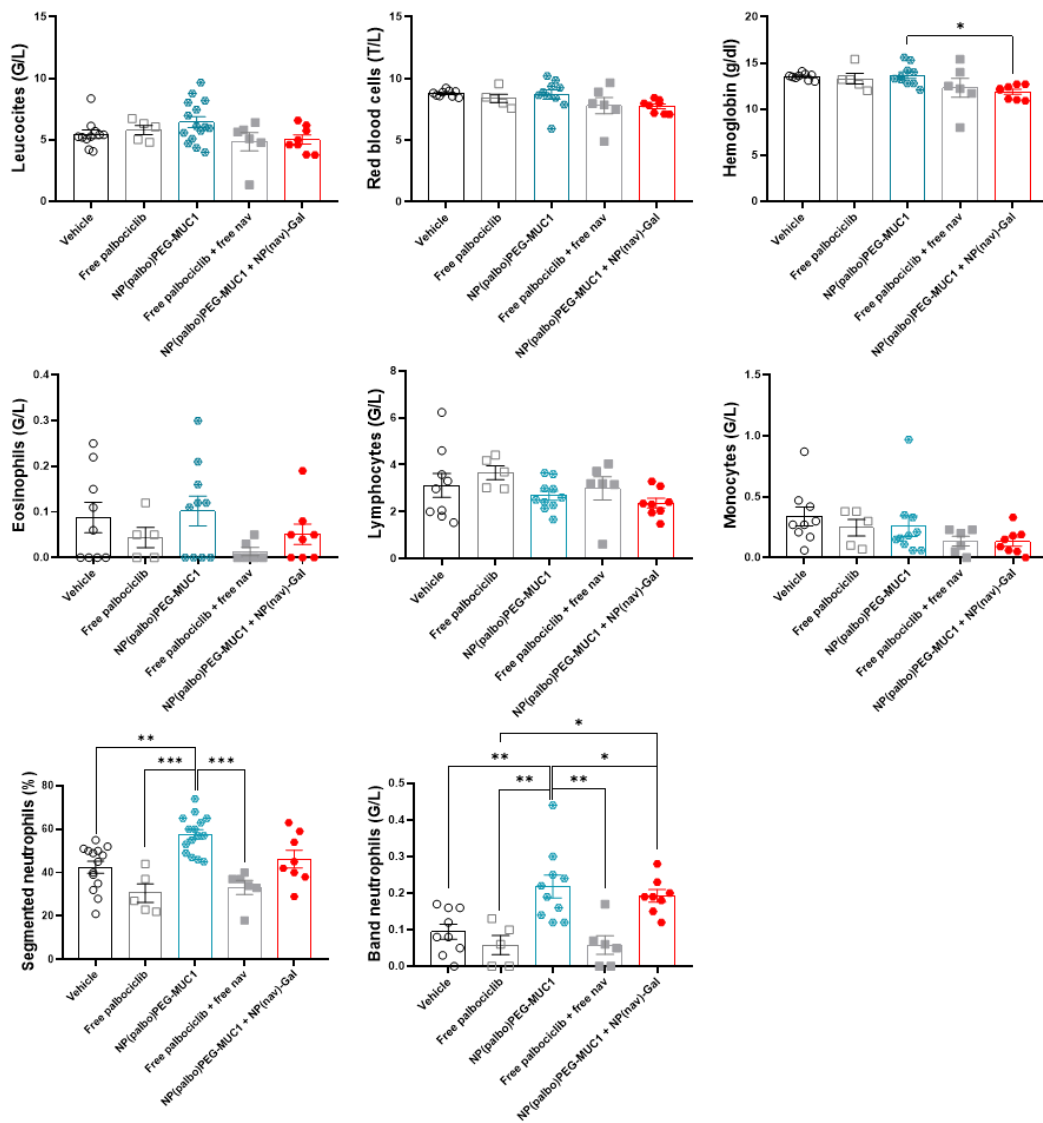 Leucocites (G/L)
15
10
5
0
Vehicle
Free palbociclib
NP(palbo)PEG-MUC1
Free palbociclib + free nav
NP(palbo)PEG-MUC1 + NP(nav)-Gal
Red blood cells (T/L)
15
10
5
0
Vehicle
Free palbociclib
NP(palbo)PEG-MUC1
Free palbociclib + free nav
NP(palbo)PEG-MUC1 + NP(nav)-Gal
Hemoglobin (g/dl)
20
15
10
5
0
*
Vehicle
Free palbociclib
NP(palbo)PEG-MUC1
Free palbociclib + free nav
NP(palbo)PEG-MUC1 + NP(nav)-Gal
Eosinophils (G/L)
0.4
0.3
0.2
0.1
0.0
Vehicle
Free palbociclib
NP(palbo)PEG-MUC1
Free palbociclib + free nav
NP(palbo)PEG-MUC1 + NP(nav)-Gal
Lymphocytes (G/L)
8
6
4
2
0
Vehicle
Free palbociclib
NP(palbo)PEG-MUC1
Free palbociclib + free nav
NP(palbo)PEG-MUC1 + NP(nav)-Gal
Monocytes (G/L)
1.5
1.0
0.5
0.0
Vehicle
Free palbociclib
NP(palbo)PEG-MUC1
Free palbociclib + free nav
NP(palbo)PEG-MUC1 + NP(nav)-Gal
Segmented neutrophils (%)
**
*** ***
80
60
40
20
0
Vehicle
Free palbociclib
NP(palbo)PEG-MUC1
Free palbociclib + free nav
NP(palbo)PEG-MUC1 + NP(nav)-Gal
Band neutrophils (G/L)
*
** *
** **
0.5
0.4
0.3
0.2
0.1
0.0
Vehicle
Free palbociclib
NP(palbo)PEG-MUC1
Free palbociclib + free nav
NP(palbo)PEG-MUC1 + NP(nav)-Gal